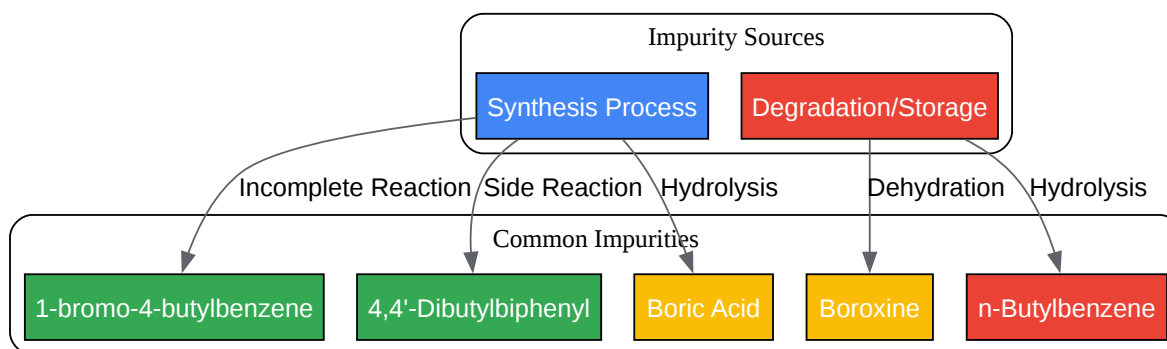 Impurity Sources
Synthesis Process
Degradation/Storage
Incomplete Reaction
Side Reaction
Hydrolysis
Dehydration
Hydrolysis
Common Impurities
1-bromo-4-butylbenzene
4,4'-Dibutylbiphenyl
Boric Acid
Boroxine
n-Butylbenzene